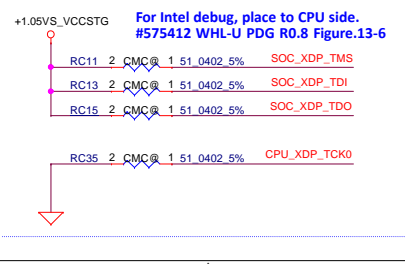 +1.05VS_VCCSTG
For Intel debug, place to CPU side.
#575412 WHL-U PDG R0.8 Figure.13-6
RC11 2 CMC@ 1 51_0402_5% SOC_XDP_TMS
RC13 2 CMC@ 1 51_0402_5% SOC_XDP_TDI
RC15 2 CMC@ 1 51_0402_5% SOC_XDP_TDO
RC35 2 CMC@ 1 51_0402_5% CPU_XDP_TCK0